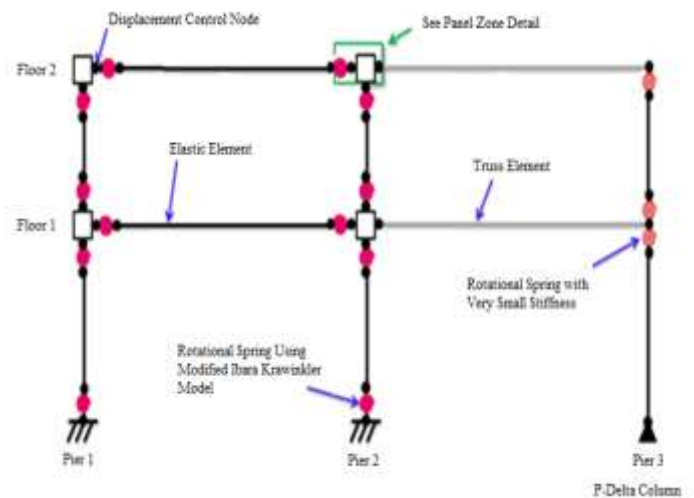 Displacement Control Node
See Panel Zone Detail
Floor 2
Elastic Element
Truss Element
Floor 1
Rotational Spring with
Very Small Stiffness
Rotational Spring Using
Modified Ibara Krawinkler
Model
Pier 1
Pier 2
Pier 3
P-Delta Column